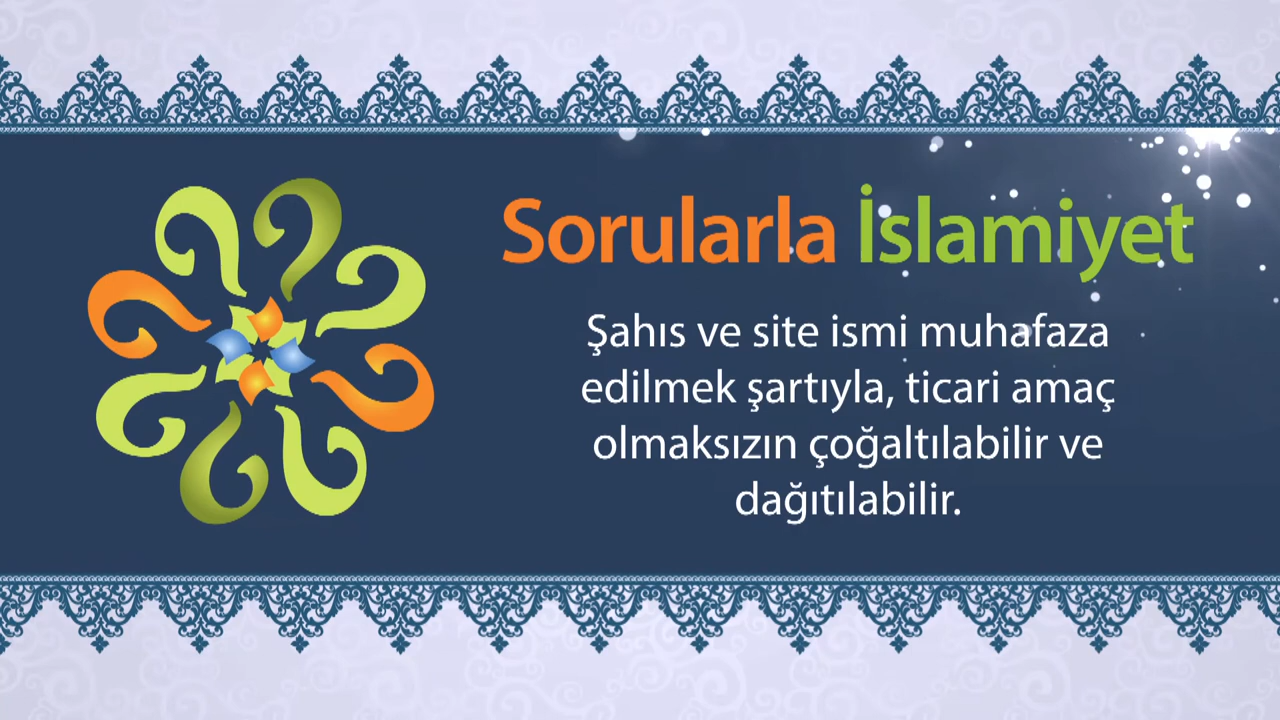 Sorularla İslamiyet
Şahıs ve site ismi muhafaza
edilmek şartıyla, ticari amaç
olmaksızın çoğaltılabilir ve
dağıtılabilir.